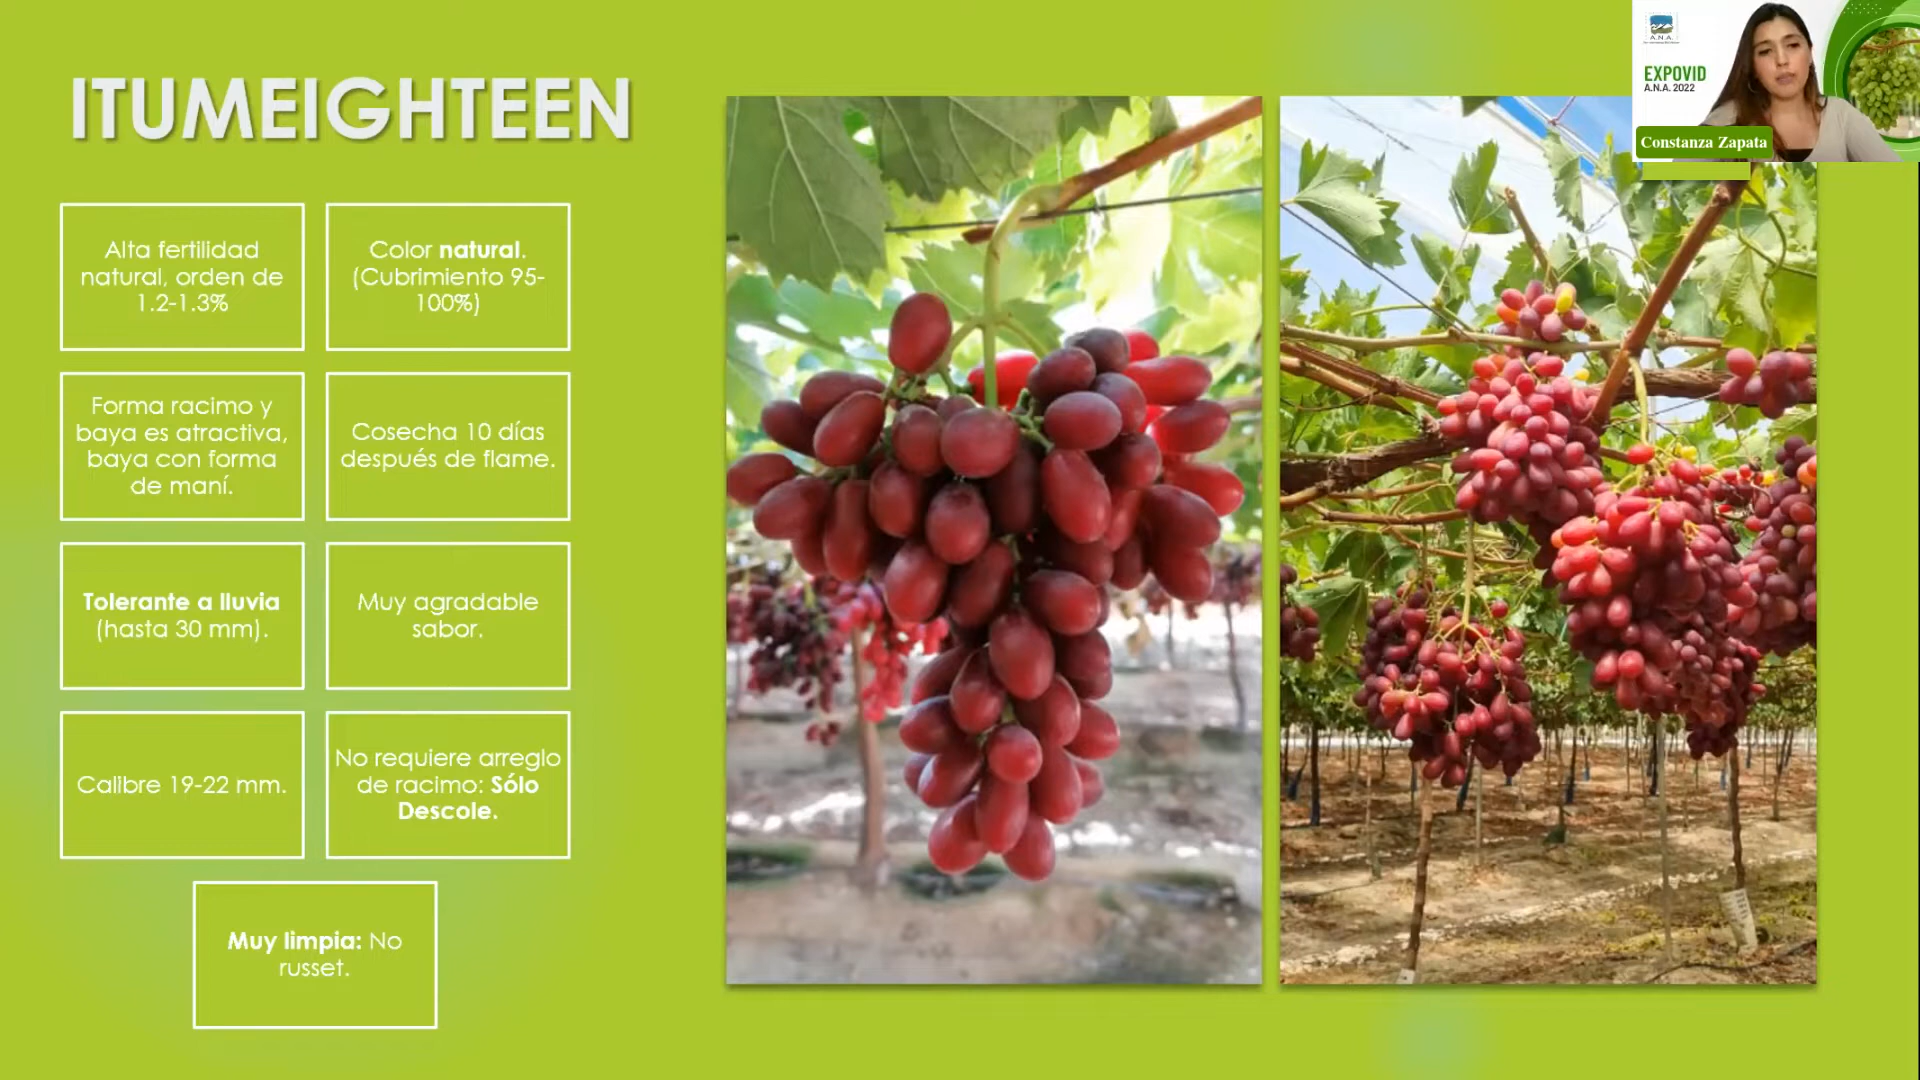 ITUMEIGHTEEN
Alta fertilidad
natural, orden de
1.2-1.3%
Color natural.
(Cubrimiento 95-
100%)
Forma racimo y
baya es atractiva,
baya con forma
de maní.
Cosecha 10 días
después de flame.
Tolerante a lluvia
(hasta 30 mm).
Muy agradable
sabor.
Calibre 19-22 mm.
No requiere arreglo
de racimo: Sólo
Descole.
Muy limpia: No
russet.
A.N.A.
EXPOVID
A.N.A. 2022
Constanza Zapata